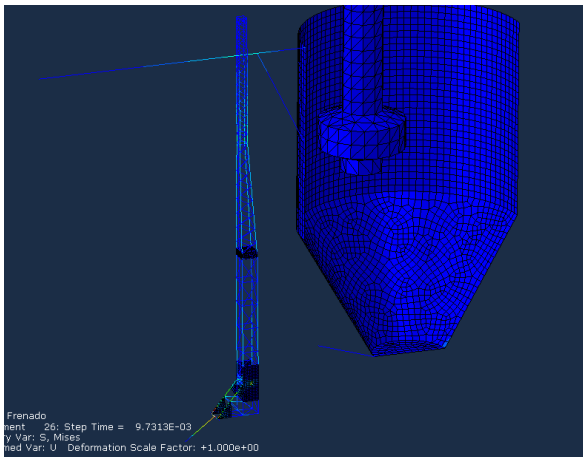 Frenado
ment 26: Step Time = 9.7313E-03
ry Var: S, Mises
med Var: U Deformation Scale Factor: +1.000e+00